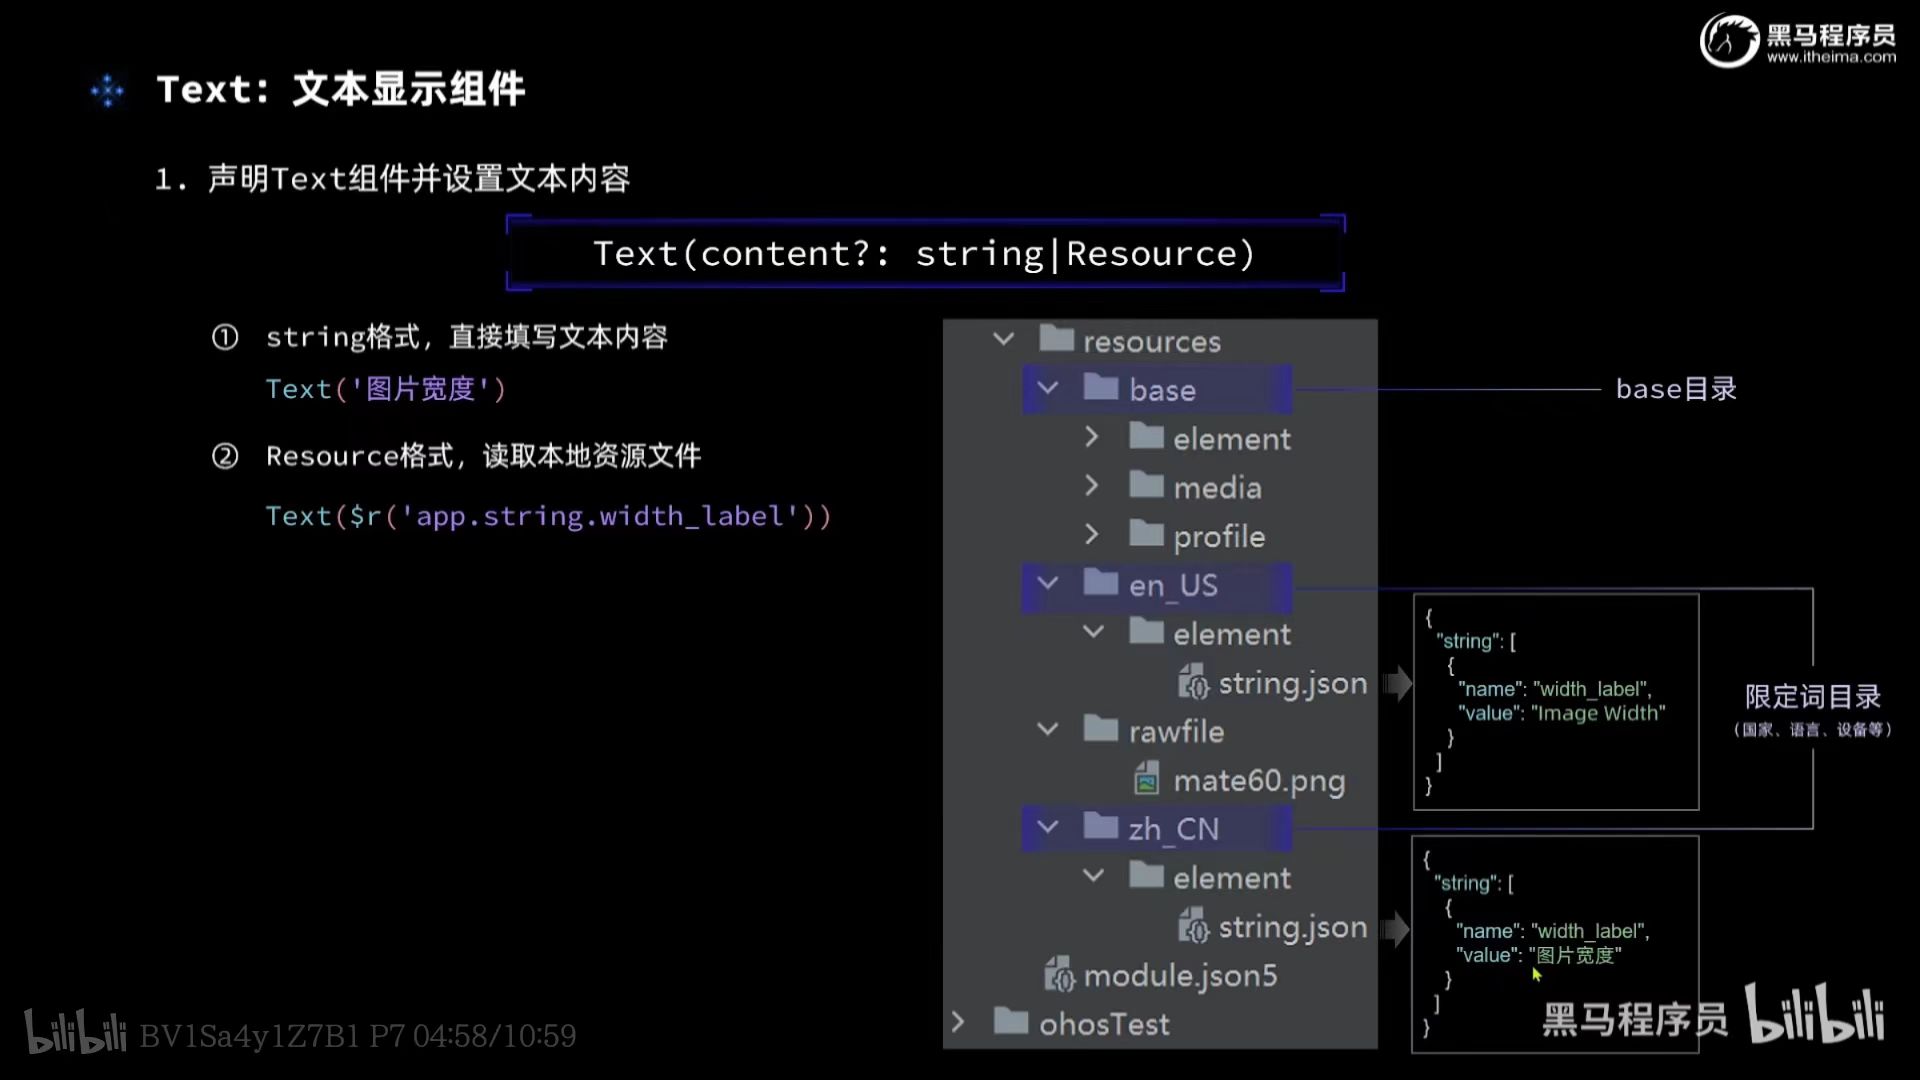 黑马程序员
www.itheima.com
Text: 文本显示组件
1. 声明Text组件并设置文本内容
Text(content?: string|Resource)
① string格式，直接填写文本内容
Text('图片宽度')
② Resource格式，读取本地资源文件
Text($r('app.string.width_label'))
resources
base
element
media
profile
en_US
element
string.json
rawfile
mate60.png
zh_CN
element
string.json
module.json5
ohosTest
base目录
{
"string": [
{
"name": "width_label",
"value": "Image Width"
}
]
}
限定词目录
（国家、语言、设备等）
{
"string": [
{
"name": "width_label",
"value": "图片宽度"
}
]
}
黑马程序员 bilibili
bilibili BV1Sa4y1Z7B1 P7 04:58/10:59